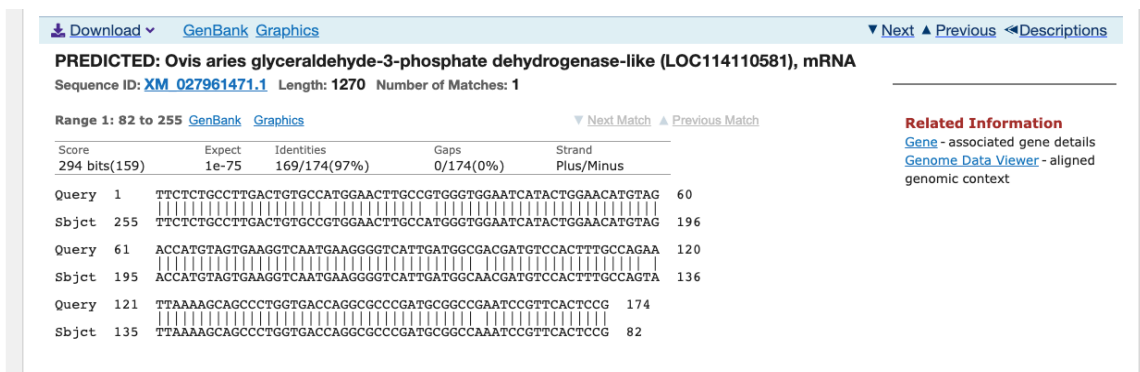 Download GenBank Graphics Next Previous Descriptions
PREDICTED: Ovis aries glyceraldehyde-3-phosphate dehydrogenase-like (LOC114110581), mRNA
Sequence ID: XM_027961471.1 Length: 1270 Number of Matches: 1
Range 1: 82 to 255 GenBank Graphics Next Match Previous Match
Score Expect Identities Gaps Strand
294 bits(159) 1e-75 169/174(97%) 0/174(0%) Plus/Minus
Query 1 TTCTCTGCCTTGACTGTGCCATGGAACTTGCCGTGGGTGGAATCATACTGGAACATGTAG 60
Sbjct 255 TTCTCTGCCTTGACTGTGCCGTGGAACTTGCCATGGGTGGAATCATACTGGAACATGTAG 196
Query 61 ACCATGTAGTGAAGGTCAATGAAGGGGTCATTGATGGCGACGATGTCCACTTTGCCAGAA 120
Sbjct 195 ACCATGTAGTGAAGGTCAATGAAGGGGTCATTGATGGCAACGATGTCCACTTTGCCAGTA 136
Query 121 TTAAAAGCAGCCCTGGTGACCAGGCGCCCGATGCGGCCGAATCCGTTCACTCCG 174
Sbjct 135 TTAAAAGCAGCCCTGGTGACCAGGCGCCCGATGCGGCCAAATCCGTTCACTCCG 82
Related Information
Gene - associated gene details
Genome Data Viewer - aligned
genomic context